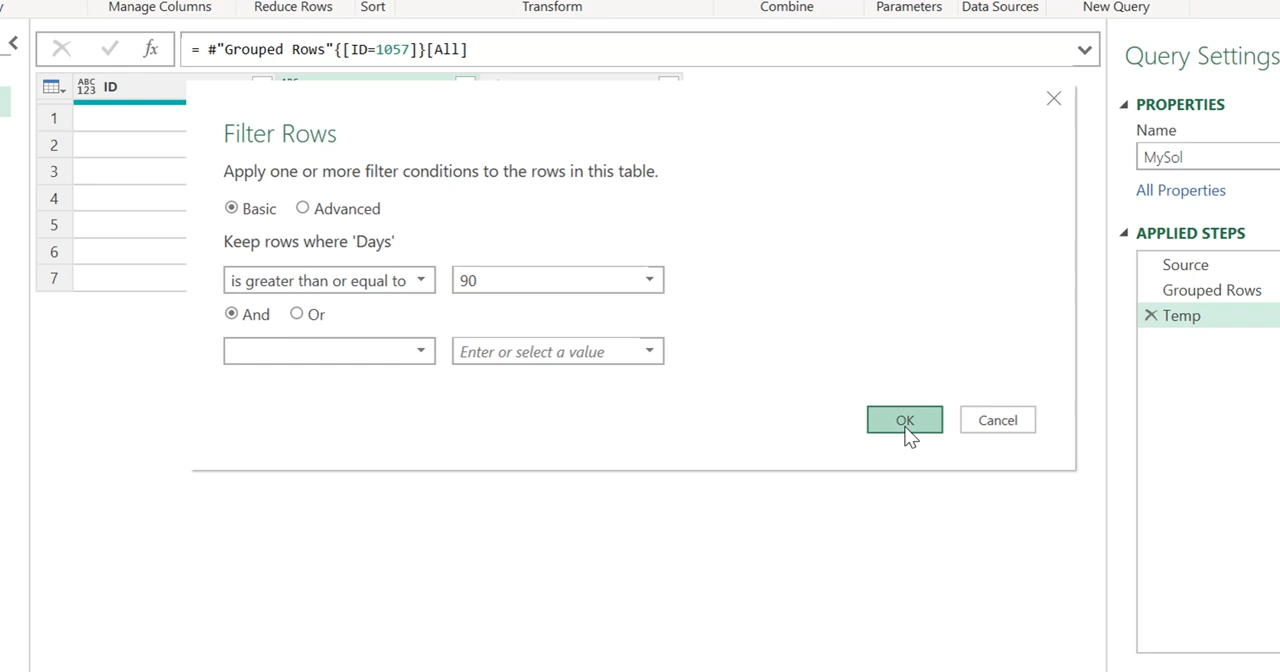 Manage Columns
Reduce Rows
Sort
Transform
Combine
Parameters
Data Sources
New Query
fx
= #"Grouped Rows"{[ID=1057]}[All]
Query Settings
ABC
123
ID
1
2
3
4
5
6
7
Filter Rows
Apply one or more filter conditions to the rows in this table.
Basic
Advanced
Keep rows where 'Days'
is greater than or equal to
90
And
Or
Enter or select a value
OK
Cancel
PROPERTIES
Name
MySol
All Properties
APPLIED STEPS
Source
Grouped Rows
Temp